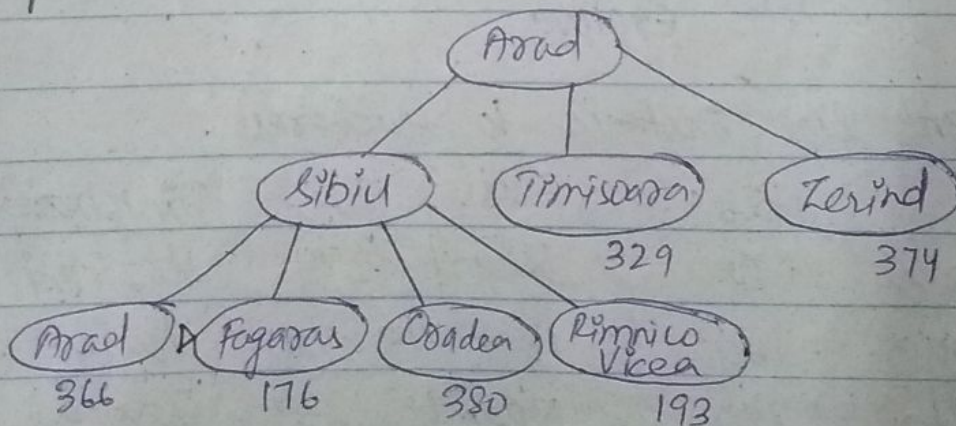 Arad
Sibiu Timisoara Zerind
329 374
Arad Fagaras Oradea Rimnico
Vicea
366 176 380 193